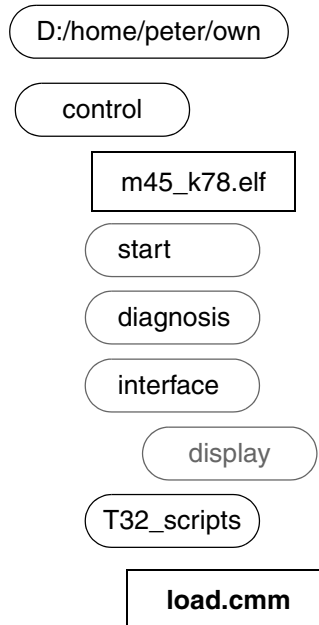 D:/home/peter/own
control
m45_k78.elf
start
diagnosis
interface
display
T32_scripts
load.cmm